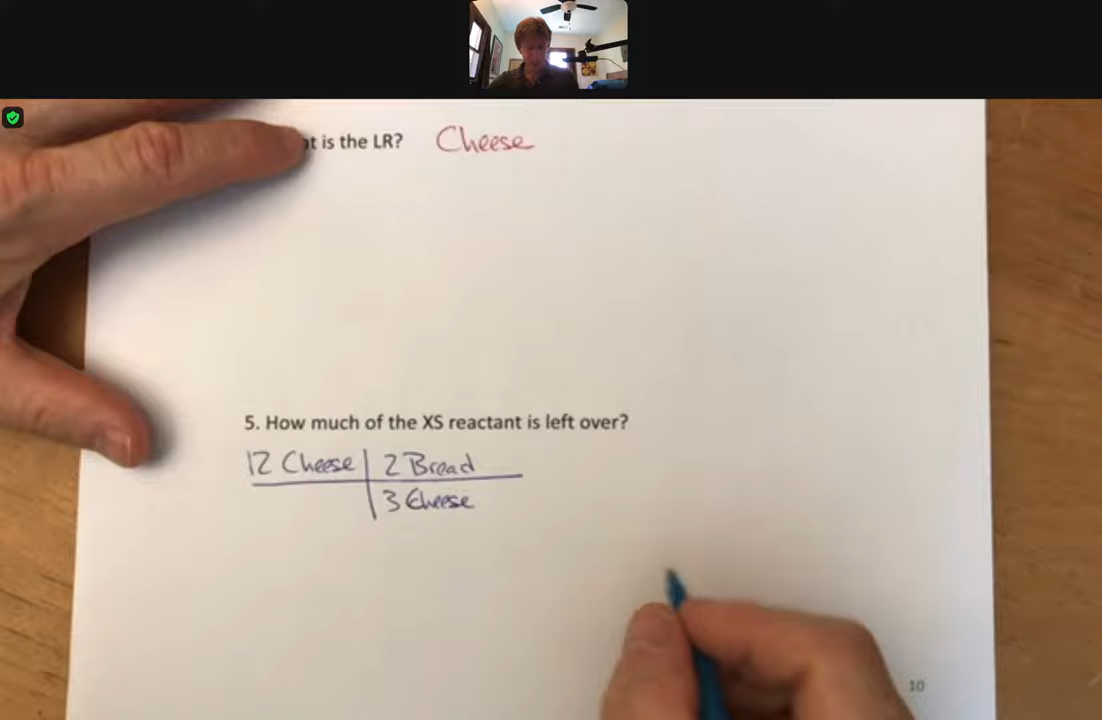 t is the LR? Cheese
5. How much of the XS reactant is left over?
12 Cheese | 2 Bread
3 Cheese
10